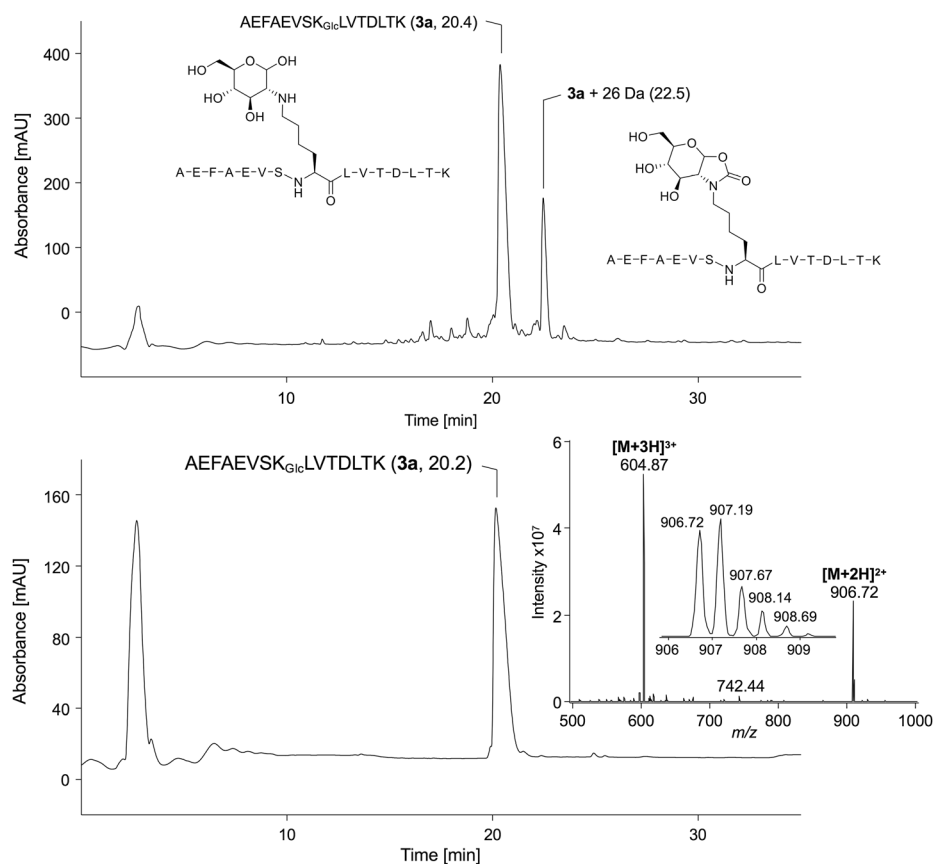 AEFAEVSKGlcLVTDLTK (3a, 20.4)
400
300
200
100
0
Absorbance [mAU]
HO
O
OH
HO
NH
OH
A-E-F-A-E-V-S
N
H
O
L-V-T-D-L-T-K
3a + 26 Da (22.5)
HO
O
O
HO
O
HO
N
A-E-F-A-E-V-S
N
H
O
L-V-T-D-L-T-K
10
20
30
Time [min]
AEFAEVSKGlcLVTDLTK (3a, 20.2)
160
120
80
40
0
Absorbance [mAU]
10
20
30
Time [min]
6
4
2
0
Intensity x10⁷
[M+3H]³⁺
604.87
906.72
907.19
907.67
908.14
908.69
906
907
908
909
[M+2H]²⁺
906.72
742.44
500
600
700
800
900
1000
m/z